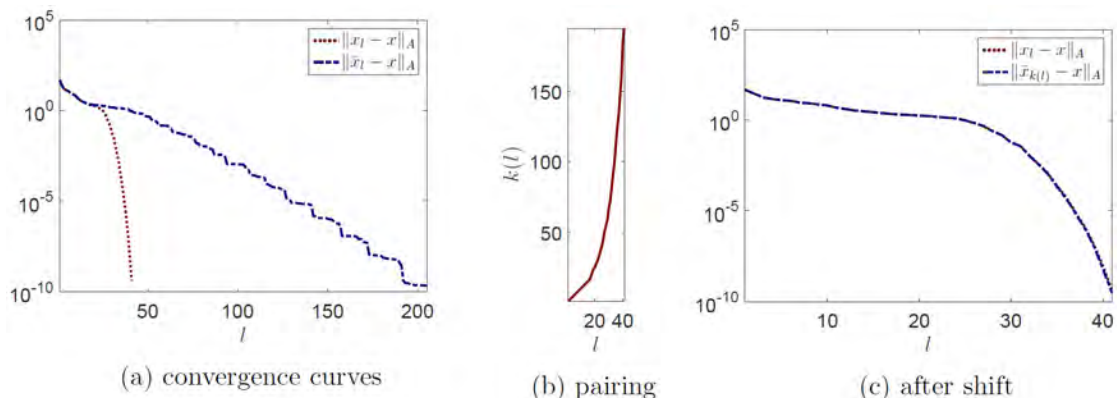 10^5
10^0
10^-5
10^-10
50
100
150
200
l
‖x_l − x‖_A
‖x̄_l − x‖_A
(a) convergence curves
150
100
50
k(l)
20
40
l
(b) pairing
10^5
10^0
10^-5
10^-10
10
20
30
40
l
‖x_l − x‖_A
‖x̄_{k(l)} − x‖_A
(c) after shift